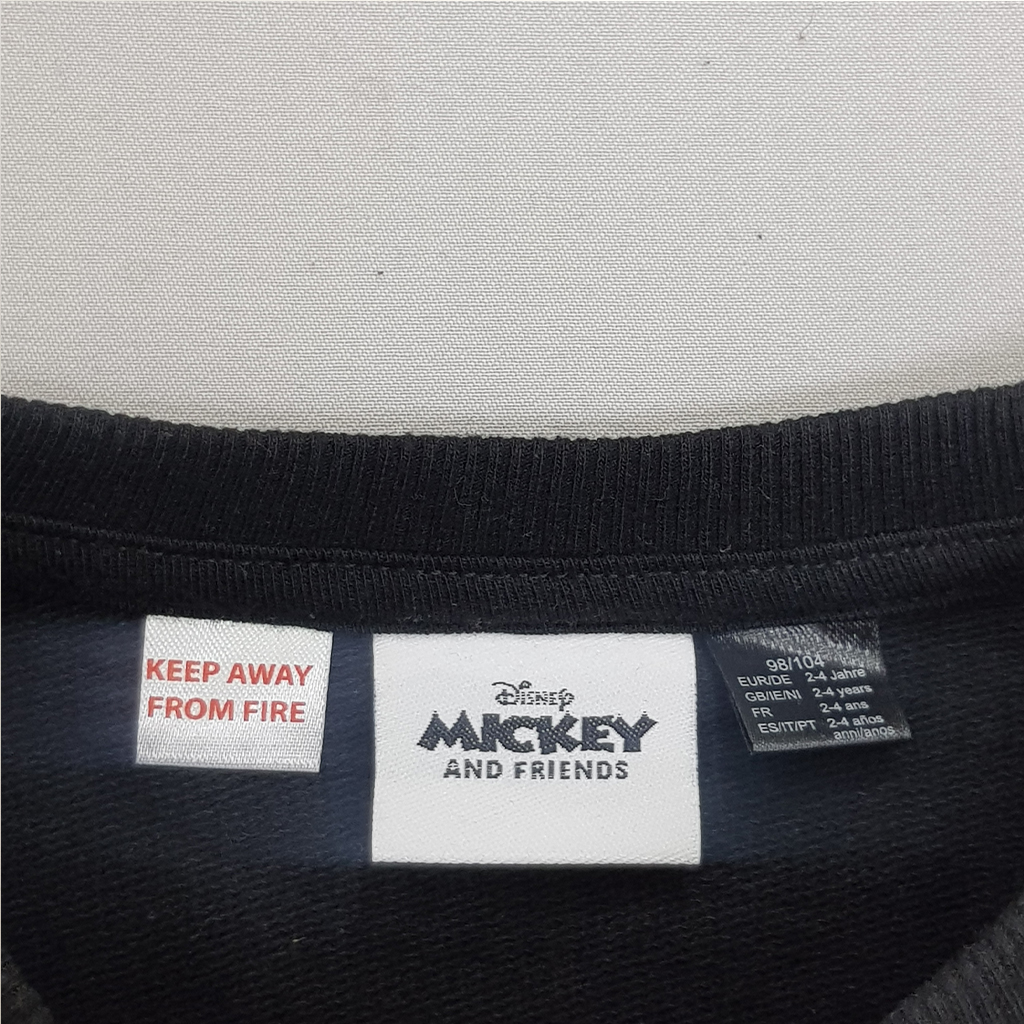 KEEP AWAY
FROM FIRE
Disney
MICKEY
AND FRIENDS
98/104
EUR/DE 2-4 Jahre
GB/IE/NI 2-4 years
FR 2-4 ans
ES/IT/PT 2-4 años
anni/anos